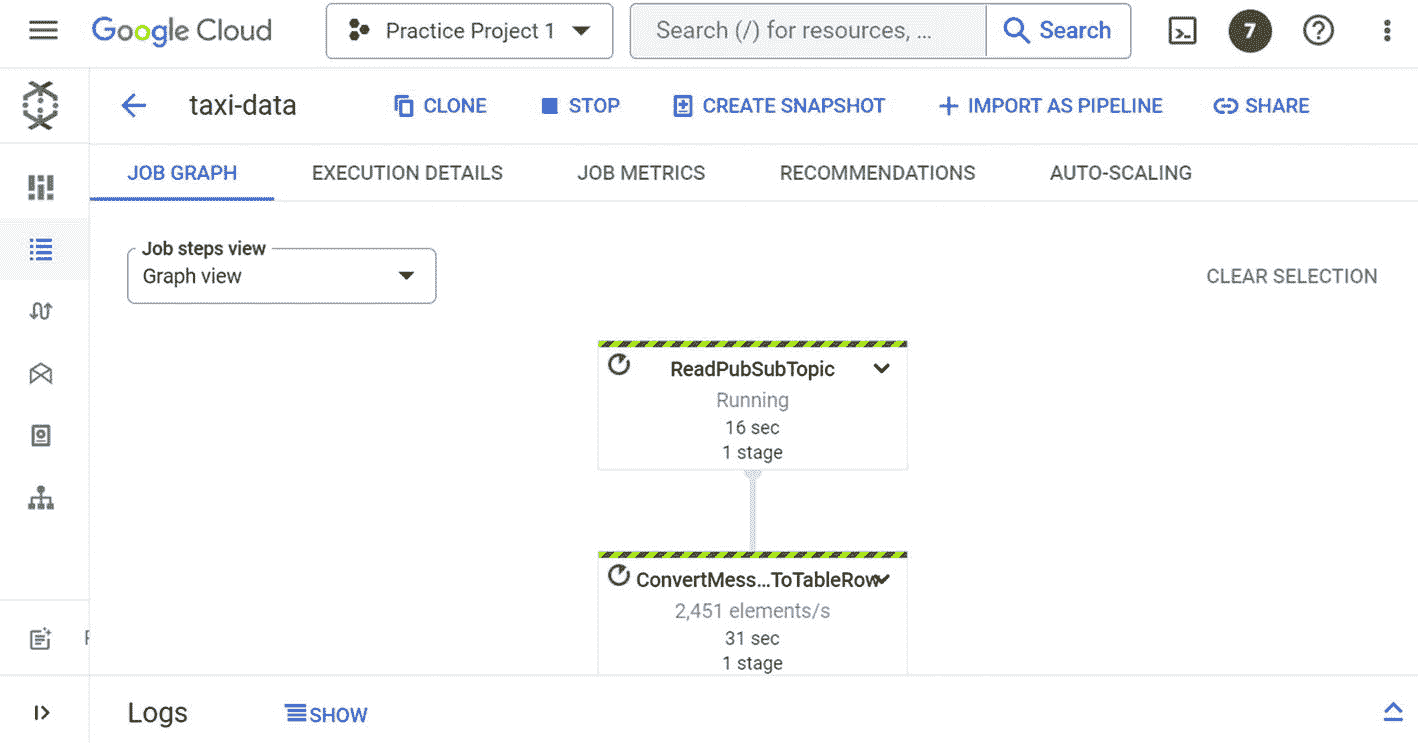 Google Cloud
Practice Project 1
Search (/) for resources, ...
Search
7
taxi-data
CLONE
STOP
CREATE SNAPSHOT
IMPORT AS PIPELINE
SHARE
JOB GRAPH
EXECUTION DETAILS
JOB METRICS
RECOMMENDATIONS
AUTO-SCALING
Job steps view
Graph view
CLEAR SELECTION
ReadPubSubTopic
Running
16 sec
1 stage
ConvertMess...ToTableRow
2,451 elements/s
31 sec
1 stage
Logs
SHOW